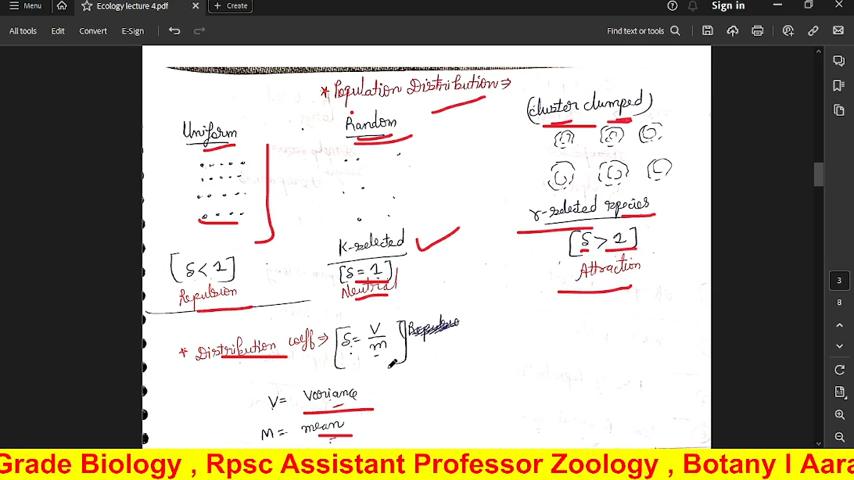 Menu
Ecology lecture 4.pdf
Create
Sign in
All tools
Edit
Convert
E-Sign
Find text or tools
* Population Distribution ⇒
Uniform
Random
(cluster clumped)
r-seleted species
K-selected
[δ < 1]
[δ = 1]
[δ > 1]
Repulsion
Neutral
Attraction
* Distribution coeff ⇒ [δ = V/m]
V = Variance
M = mean
3
8
Grade Biology , Rpsc Assistant Professor Zoology , Botany I Aara